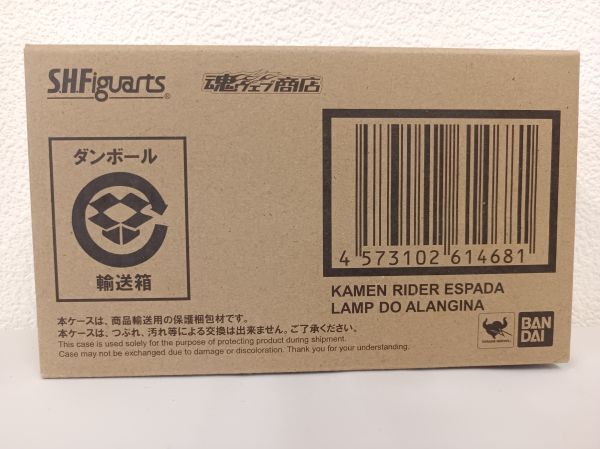 S.H.Figuarts
魂ウェブ商店
ダンボール
輸送箱
4 573102 614681
KAMEN RIDER ESPADA
LAMP DO ALANGINA
本ケースは、商品輸送用の保護梱包材です。
本ケースは、つぶれ、汚れ等による交換は出来ません。ご了承ください。
This case is used solely for the purpose of protecting product during shipment.
Case may not be exchanged due to damage or discoloration. Thank you for your understanding.
BAN
DAI